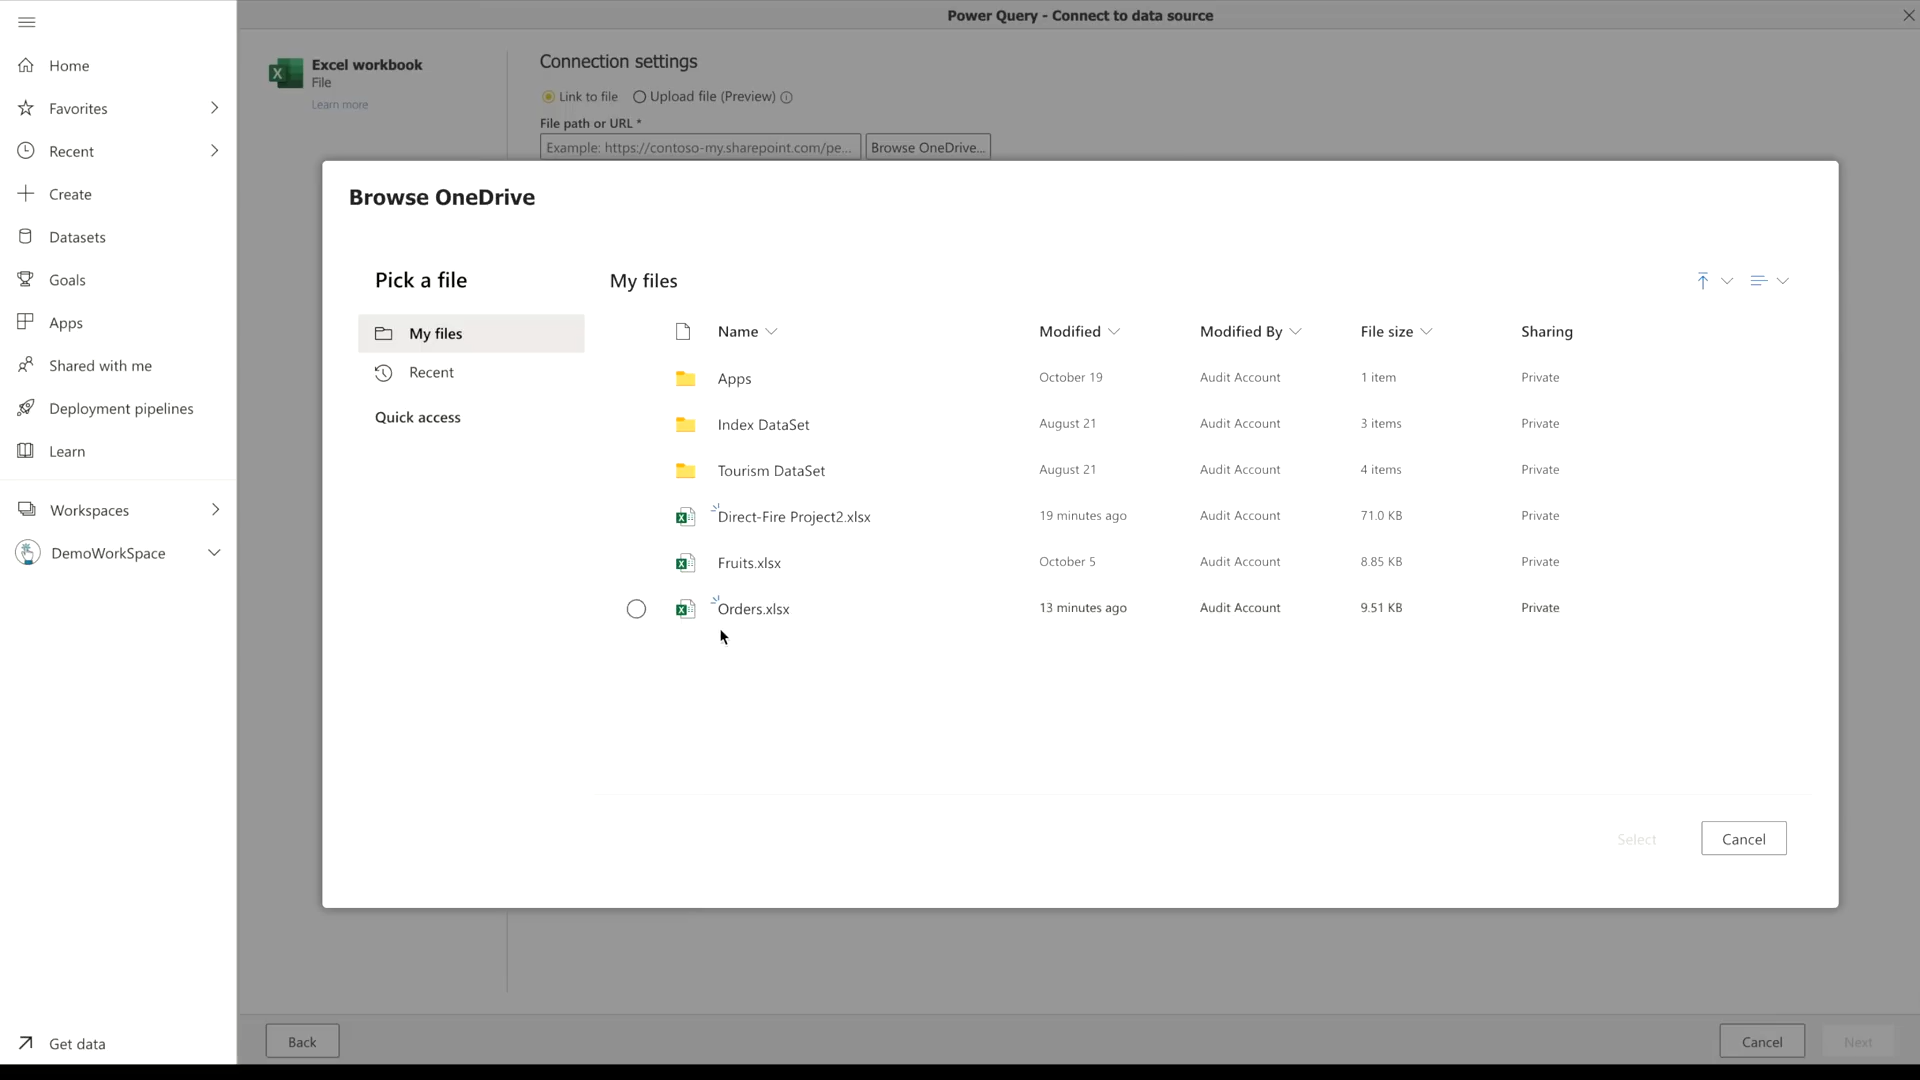 Power Query - Connect to data source
Home
Favorites
Recent
Create
Datasets
Goals
Apps
Shared with me
Deployment pipelines
Learn
Workspaces
DemoWorkSpace
Get data
Excel workbook
File
Learn more
Connection settings
Link to file Upload file (Preview)
File path or URL *
Example: https://contoso-my.sharepoint.com/pe... Browse OneDrive...
Browse OneDrive
Pick a file
My files
Recent
Quick access
My files
Name Modified Modified By File size Sharing
Apps October 19 Audit Account 1 item Private
Index DataSet August 21 Audit Account 3 items Private
Tourism DataSet August 21 Audit Account 4 items Private
Direct-Fire Project2.xlsx 19 minutes ago Audit Account 71.0 KB Private
Fruits.xlsx October 5 Audit Account 8.85 KB Private
Orders.xlsx 13 minutes ago Audit Account 9.51 KB Private
Select Cancel
Back Cancel Next